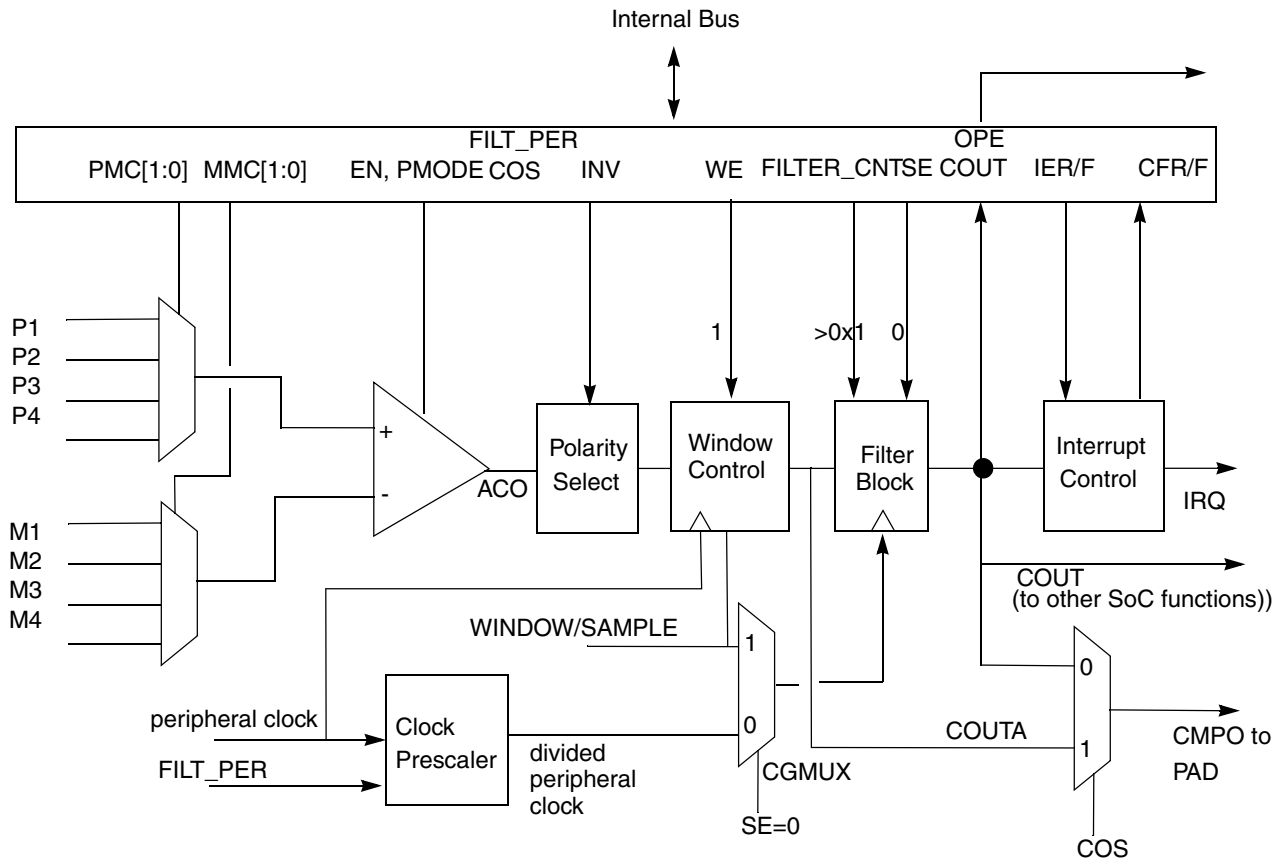 Internal Bus
FILT_PER
OPE
PMC[1:0] MMC[1:0] EN, PMODE COS INV WE FILTER_CNT SE COUT IER/F CFR/F
P1
P2
P3
P4
1
>0x1
0
+
-
ACO
Polarity
Select
Window
Control
Filter
Block
Interrupt
Control
IRQ
M1
M2
M3
M4
WINDOW/SAMPLE
COUT
(to other SoC functions))
1
0
CGMUX
SE=0
peripheral clock
FILT_PER
Clock
Prescaler
divided
peripheral
clock
COUTA
0
1
CMPO to
PAD
COS